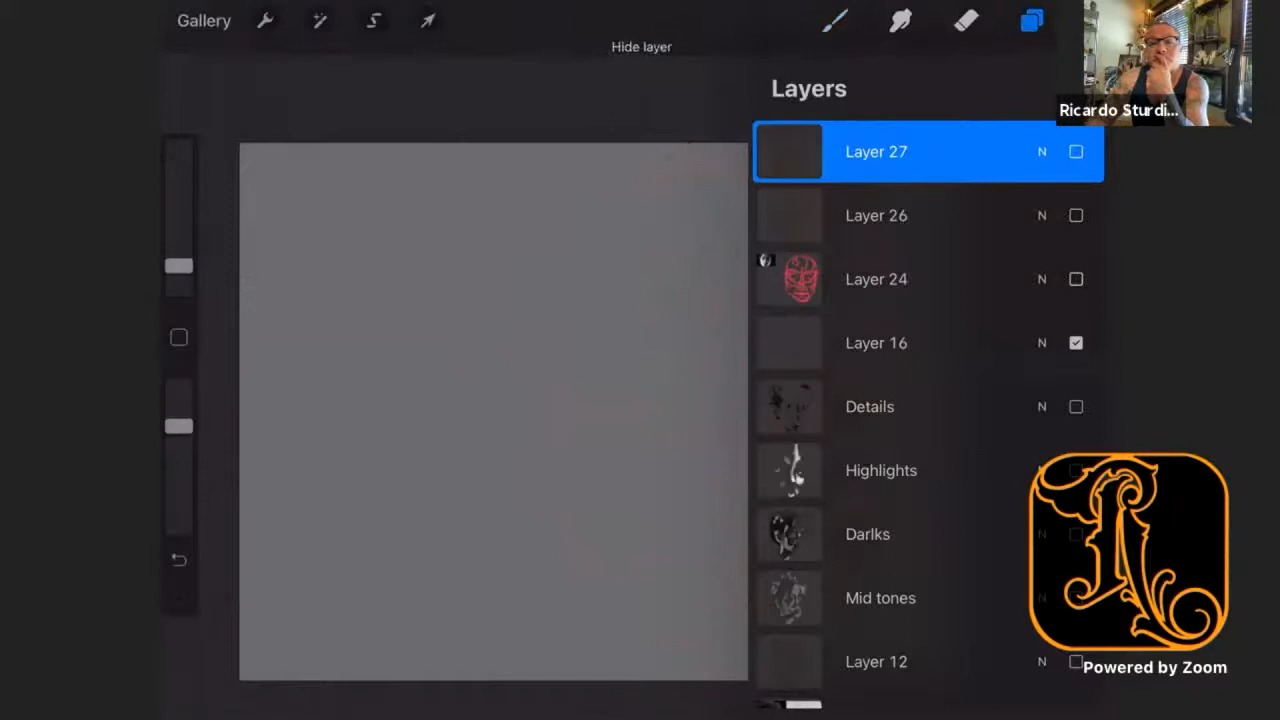 Gallery
Hide layer
Layers
Ricardo Sturdi...
Layer 27 N
Layer 26 N
Layer 24 N
Layer 16 N
Details N
Highlights
Darlks N
Mid tones N
Layer 12 N
Powered by Zoom